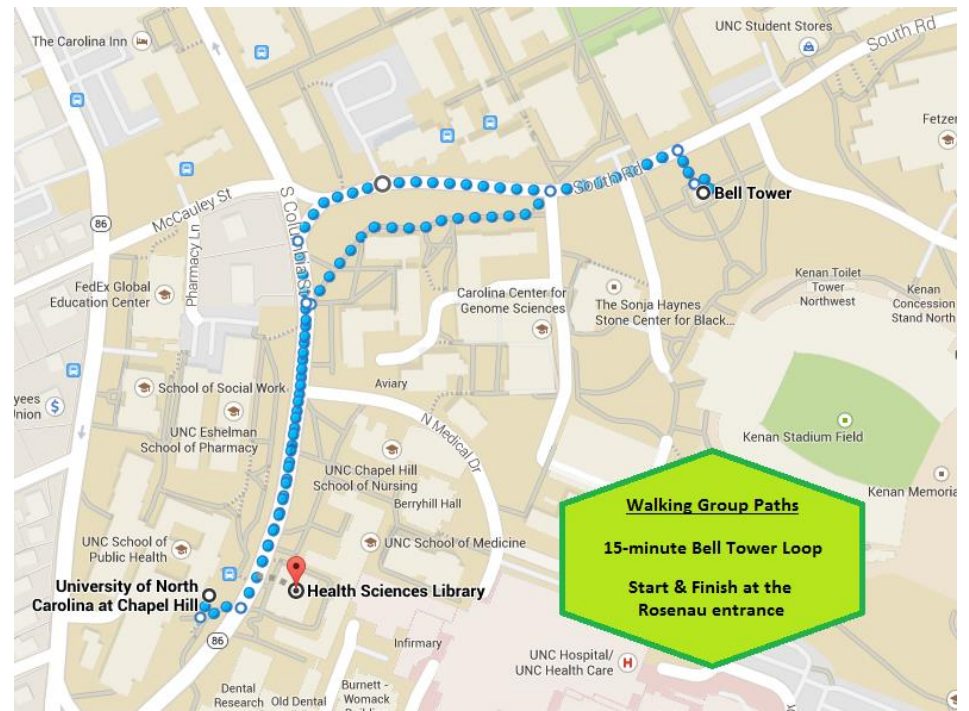 The Carolina Inn
UNC Student Stores
South Rd
Fetzer
McCauley St
S Columbia St
South Rd
Bell Tower
86
Pharmacy Ln
FedEx Global
Education Center
Carolina Center for
Genome Sciences
The Sonja Haynes
Stone Center for Black...
Kenan Toilet
Tower
Northwest
Kenan
Concession
Stand North
School of Social Work
Aviary
yees
Union
$
UNC Eshelman
School of Pharmacy
N Medical Dr
Kenan Stadium Field
UNC Chapel Hill
School of Nursing
Berryhill Hall
Kenan Memoria
UNC School of
Public Health
UNC School of Medicine
University of North
Carolina at Chapel Hill
Health Sciences Library
Walking Group Paths
15-minute Bell Tower Loop
Start & Finish at the
Rosenau entrance
86
Infirmary
UNC Hospital/
UNC Health Care
H
Dental
Research
Old Dental
Burnett -
Womack